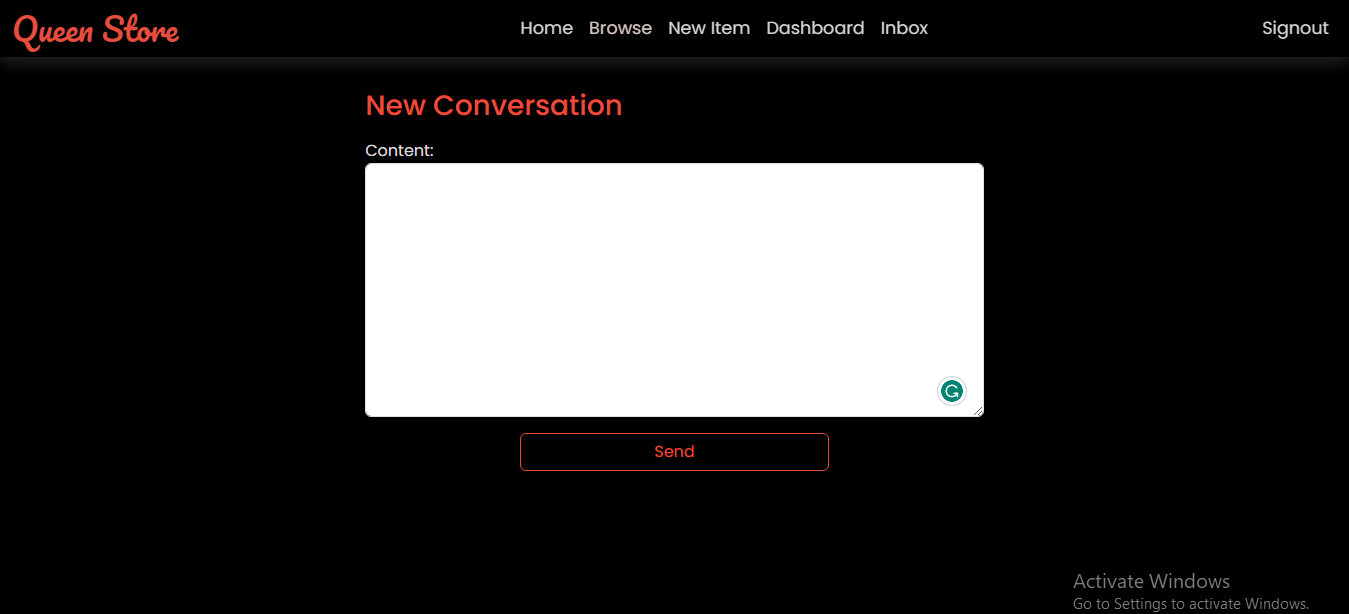 Queen Store
Home Browse New Item Dashboard Inbox
Signout
New Conversation
Content:
Send
Activate Windows
Go to Settings to activate Windows.